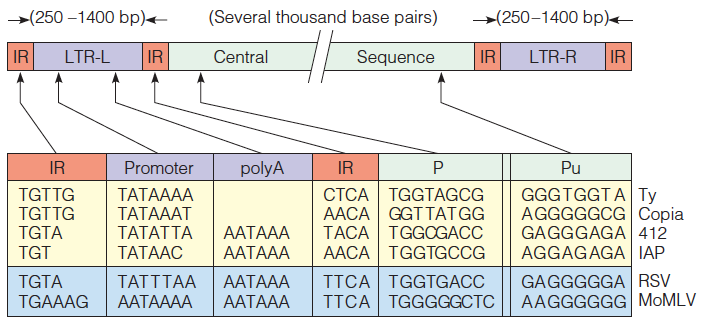 (250 –1400 bp) (Several thousand base pairs) (250–1400 bp)
IR LTR-L IR Central Sequence IR LTR-R IR
IR Promoter polyA IR P Pu
TGTTG TATAAAA CTCA TGGTAGCG GGGTGGTA Ty
TGTTG TATAAAT AACA GGTTATGG AGGGGGCG Copia
TGTA TATATTA AATAAA TACA TGGCGACC GAGGGAGA 412
TGT TATAAC AATAAA AACA TGGTGCCG AGGAGAGA IAP
TGTA TATTTAA AATAAA TTCA TGGTGACC GAGGGGGA RSV
TGAAAG AATAAAA AATAAA TTCA TGGGGGCTC AAGGGGGG MoMLV